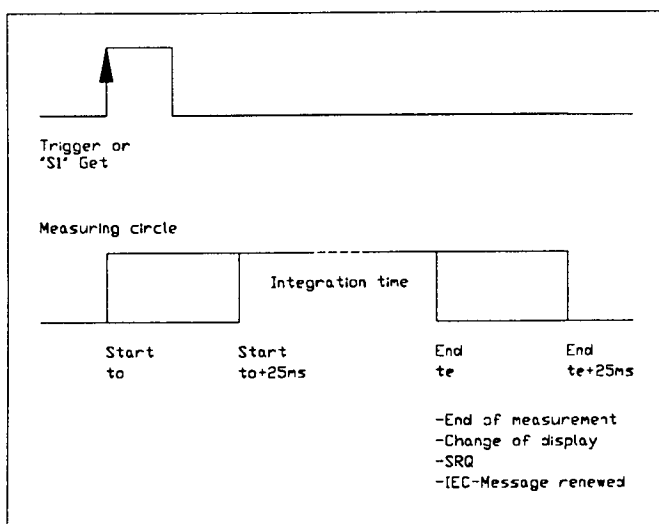 Trigger or
"S1" Get
Measuring circle
Integration time
Start
to
Start
to+25ms
End
te
End
te+25ms
-End of measurement
-Change of display
-SRQ
-IEC-Message renewed